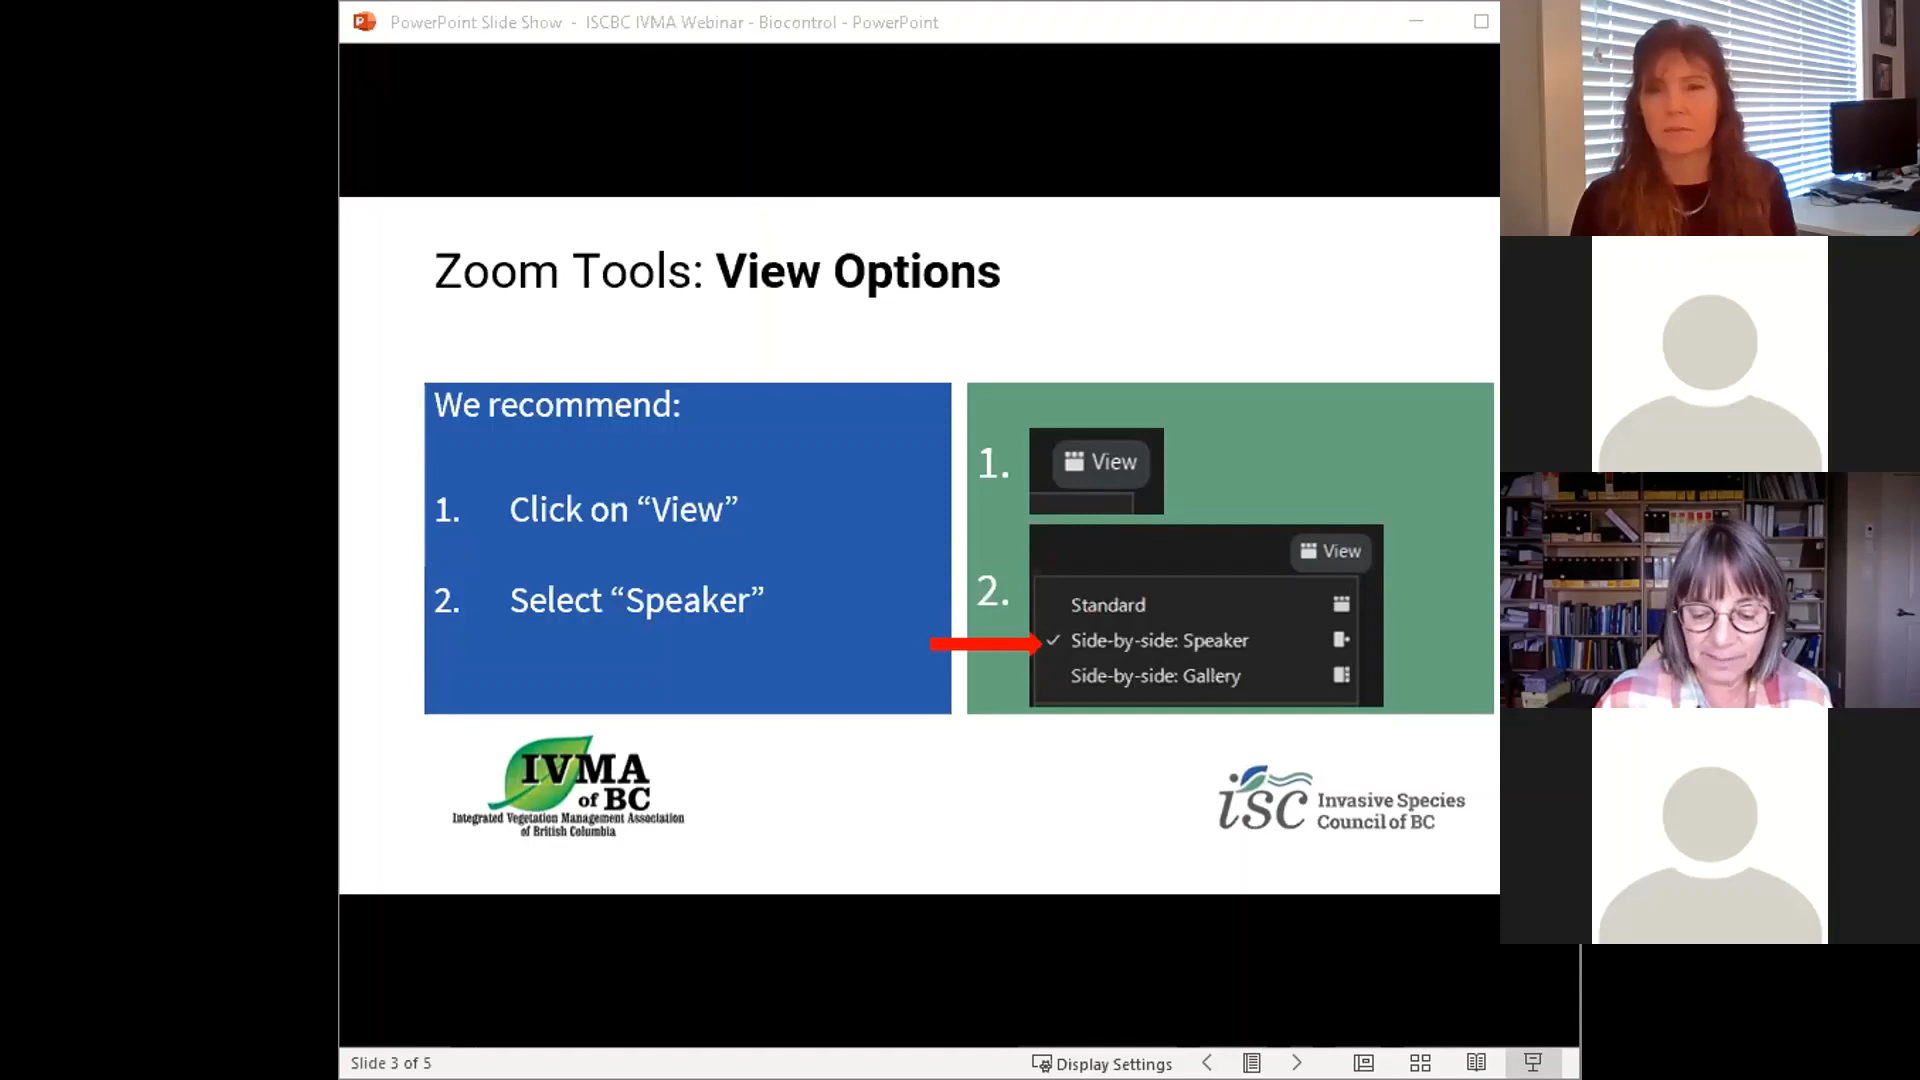 PowerPoint Slide Show - ISCBC IVMA Webinar - Biocontrol - PowerPoint
Zoom Tools: View Options
We recommend:
1. Click on “View”
2. Select “Speaker”
1. View
View
2.
Standard
✓ Side-by-side: Speaker
Side-by-side: Gallery
IVMA
of BC
Integrated Vegetation Management Association
of British Columbia
isc Invasive Species
Council of BC
Slide 3 of 5
Display Settings